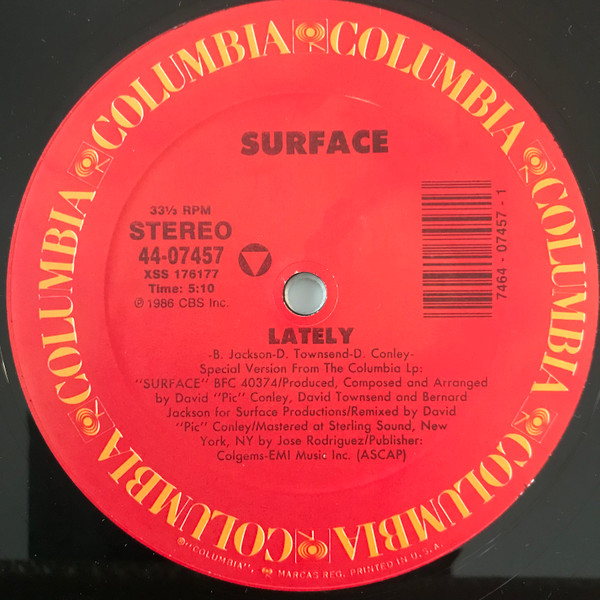 COLUMBIA COLUMBIA COLUMBIA COLUMBIA COLUMBIA COLUMBIA COLUMBIA COLUMBIA
SURFACE
33⅓ RPM
STEREO
44-07457
XSS 176177
Time: 5:10
℗ 1986 CBS Inc.
7464-07457-1
LATELY
-B. Jackson-D. Townsend-D. Conley-
Special Version From The Columbia Lp:
"SURFACE" BFC 40374/Produced, Composed and Arranged
by David "Pic" Conley, David Townsend and Bernard
Jackson for Surface Productions/Remixed by David
"Pic" Conley/Mastered at Sterling Sound, New
York, NY by Jose Rodriguez/Publisher:
Colgems-EMI Music Inc. (ASCAP)
®"COLUMBIA", MARCAS REG. PRINTED IN U.S.A.